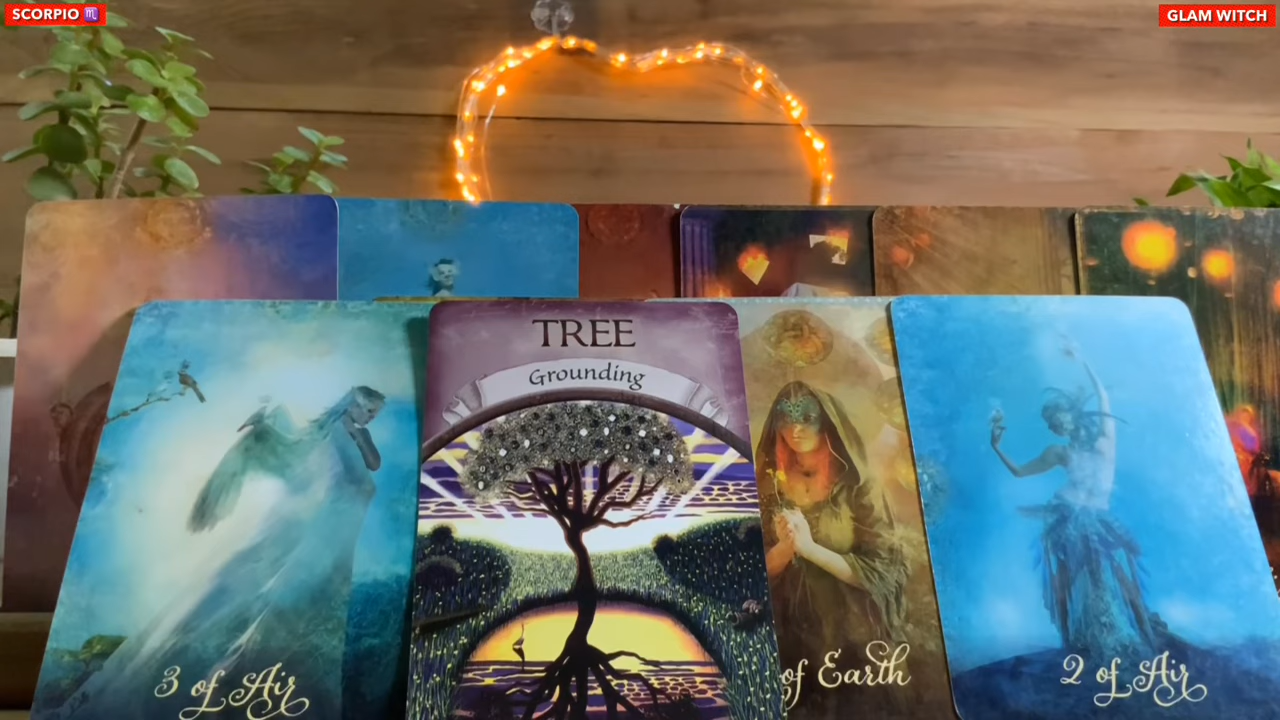 SCORPIO ♏
GLAM WITCH
TREE
Grounding
of Earth
3 of Air
2 of Air